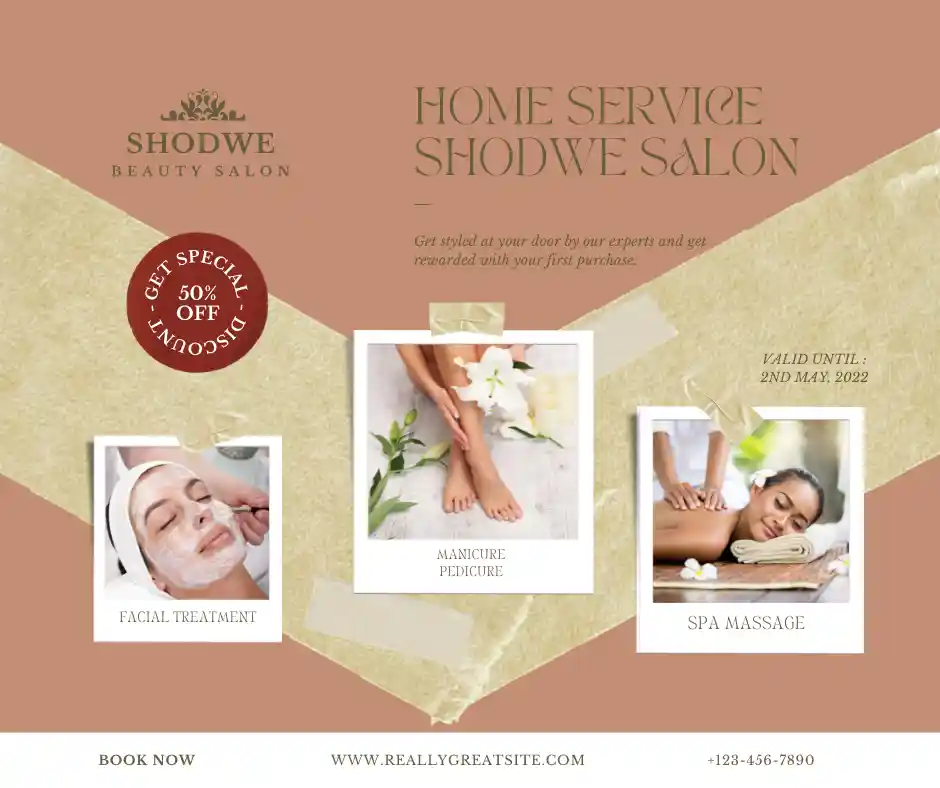 SHODWE
BEAUTY SALON
HOME SERVICE
SHODWE SALON
Get styled at your door by our experts and get
rewarded with your first purchase.
GET SPECIAL
50%
OFF
- DISCOUNT -
VALID UNTIL :
2ND MAY, 2022
MANICURE
PEDICURE
FACIAL TREATMENT
SPA MASSAGE
BOOK NOW
WWW.REALLYGREATSITE.COM
+123-456-7890